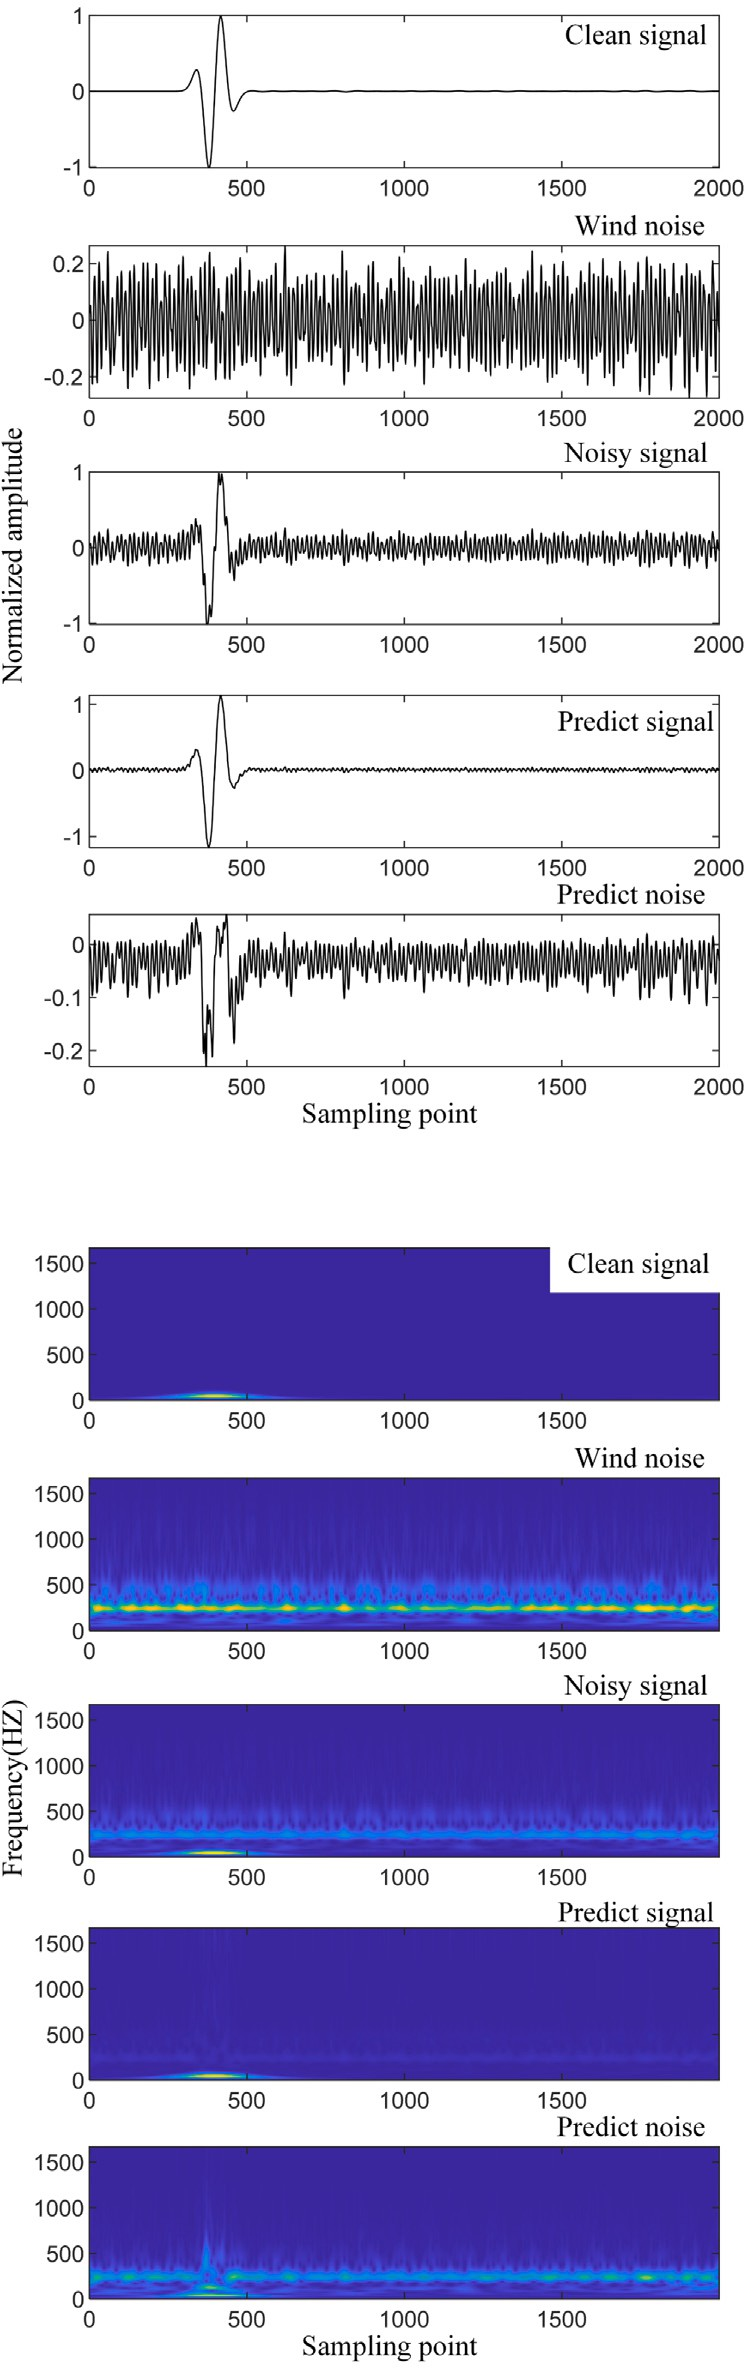 Clean signal
1
0
-1
0 500 1000 1500 2000
Wind noise
0.2
0
-0.2
0 500 1000 1500 2000
Noisy signal
1
0
-1
0 500 1000 1500 2000
Normalized amplitude
Predict signal
1
0
-1
0 500 1000 1500 2000
Predict noise
0
-0.1
-0.2
0 500 1000 1500 2000
Sampling point
Clean signal
1500
1000
500
0
0 500 1000 1500
Wind noise
1500
1000
500
0
0 500 1000 1500
Noisy signal
1500
1000
500
0
0 500 1000 1500
Frequency(HZ)
Predict signal
1500
1000
500
0
0 500 1000 1500
Predict noise
1500
1000
500
0
0 500 1000 1500
Sampling point